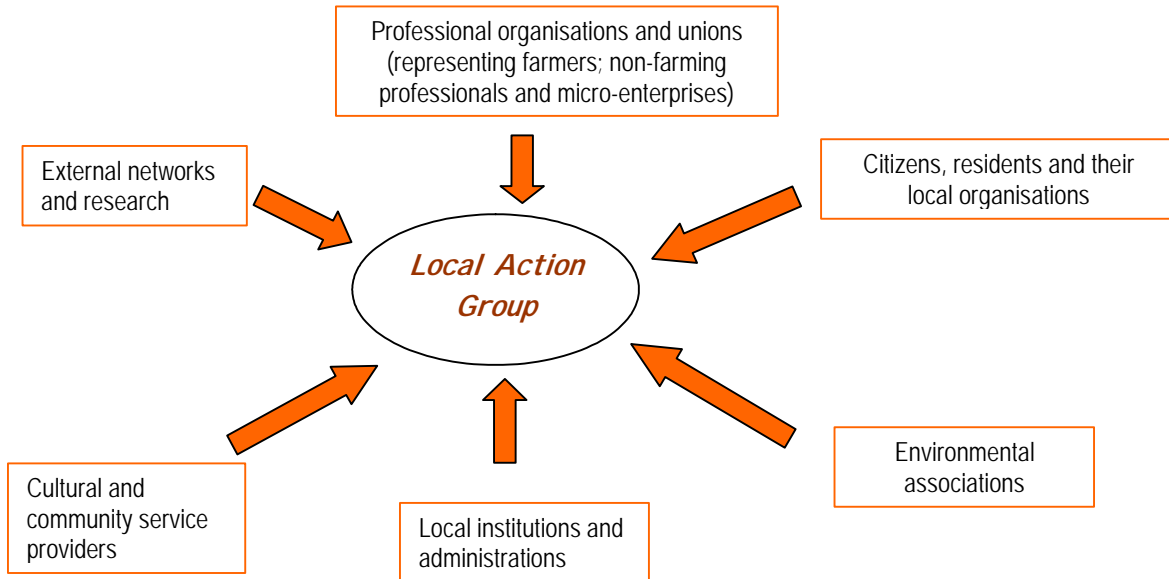 Professional organisations and unions
(representing farmers; non-farming
professionals and micro-enterprises)
External networks
and research
Citizens, residents and their
local organisations
Local Action
Group
Cultural and
community service
providers
Local institutions and
administrations
Environmental
associations